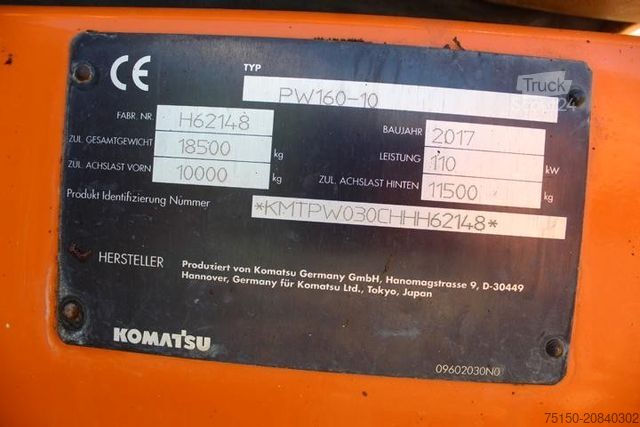 CE
TYP
PW160-10
Truck
Scout24
FABR. NR.
H62148
BAUJAHR
2017
ZUL. GESAMTGEWICHT
18500
kg
LEISTUNG
110
kW
ZUL. ACHSLAST VORN
10000
kg
ZUL. ACHSLAST HINTEN
11500
kg
Produkt Identifizierung Nummer
*KMTPW030CHHH62148*
HERSTELLER
Produziert von Komatsu Germany GmbH, Hanomagstrasse 9, D-30449
Hannover, Germany für Komatsu Ltd., Tokyo, Japan
KOMATSU
09602030N0
75150-20840302